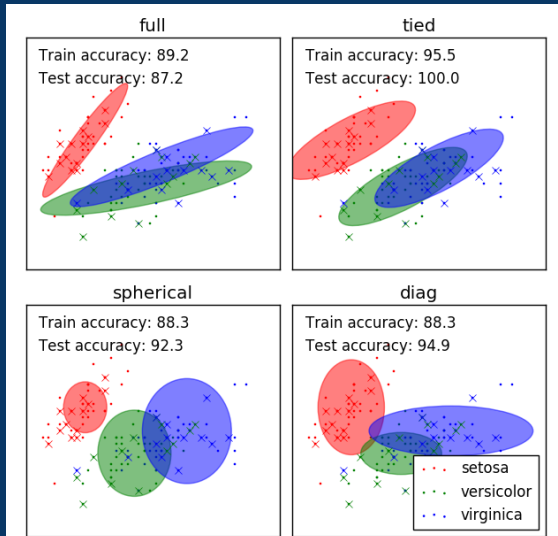 full
Train accuracy: 89.2
Test accuracy: 87.2
tied
Train accuracy: 95.5
Test accuracy: 100.0
spherical
Train accuracy: 88.3
Test accuracy: 92.3
diag
Train accuracy: 88.3
Test accuracy: 94.9
setosa
versicolor
virginica